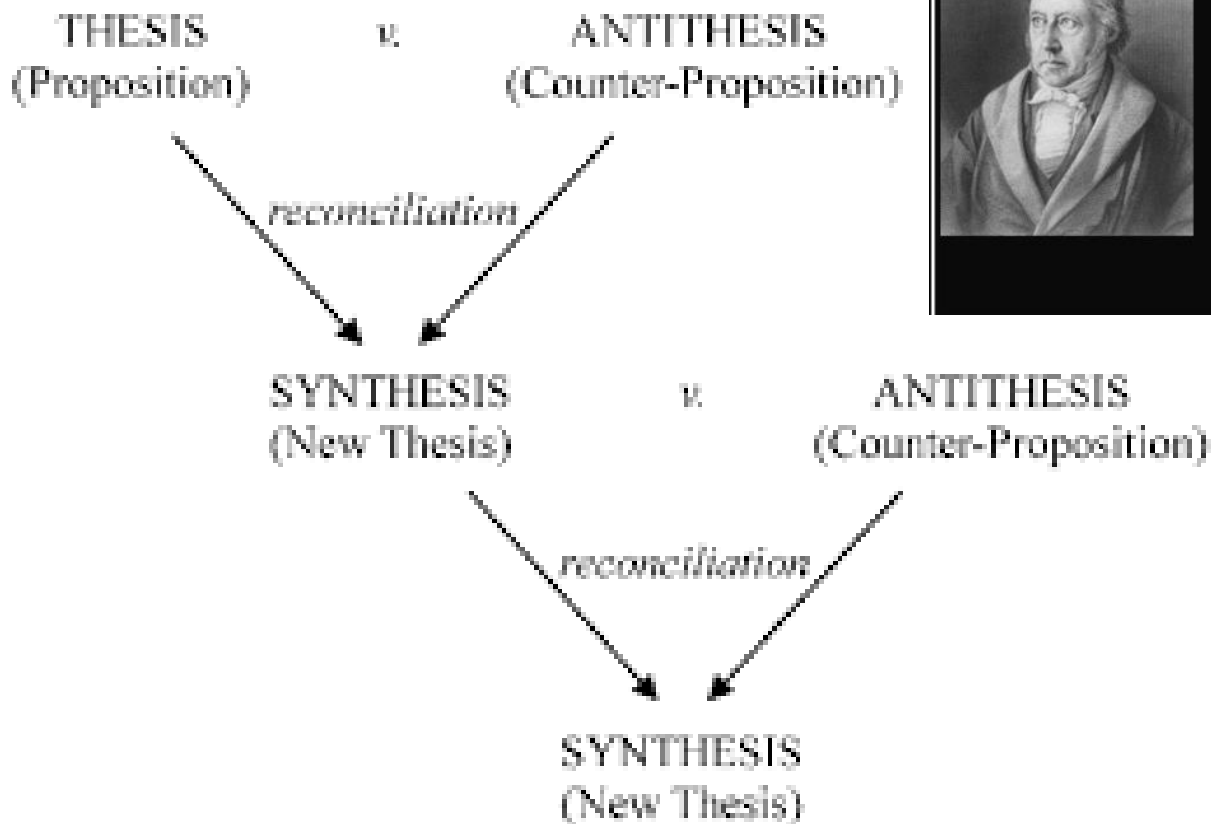 THESIS v. ANTITHESIS
(Proposition) (Counter-Proposition)
reconciliation
SYNTHESIS v. ANTITHESIS
(New Thesis) (Counter-Proposition)
reconciliation
SYNTHESIS
(New Thesis)